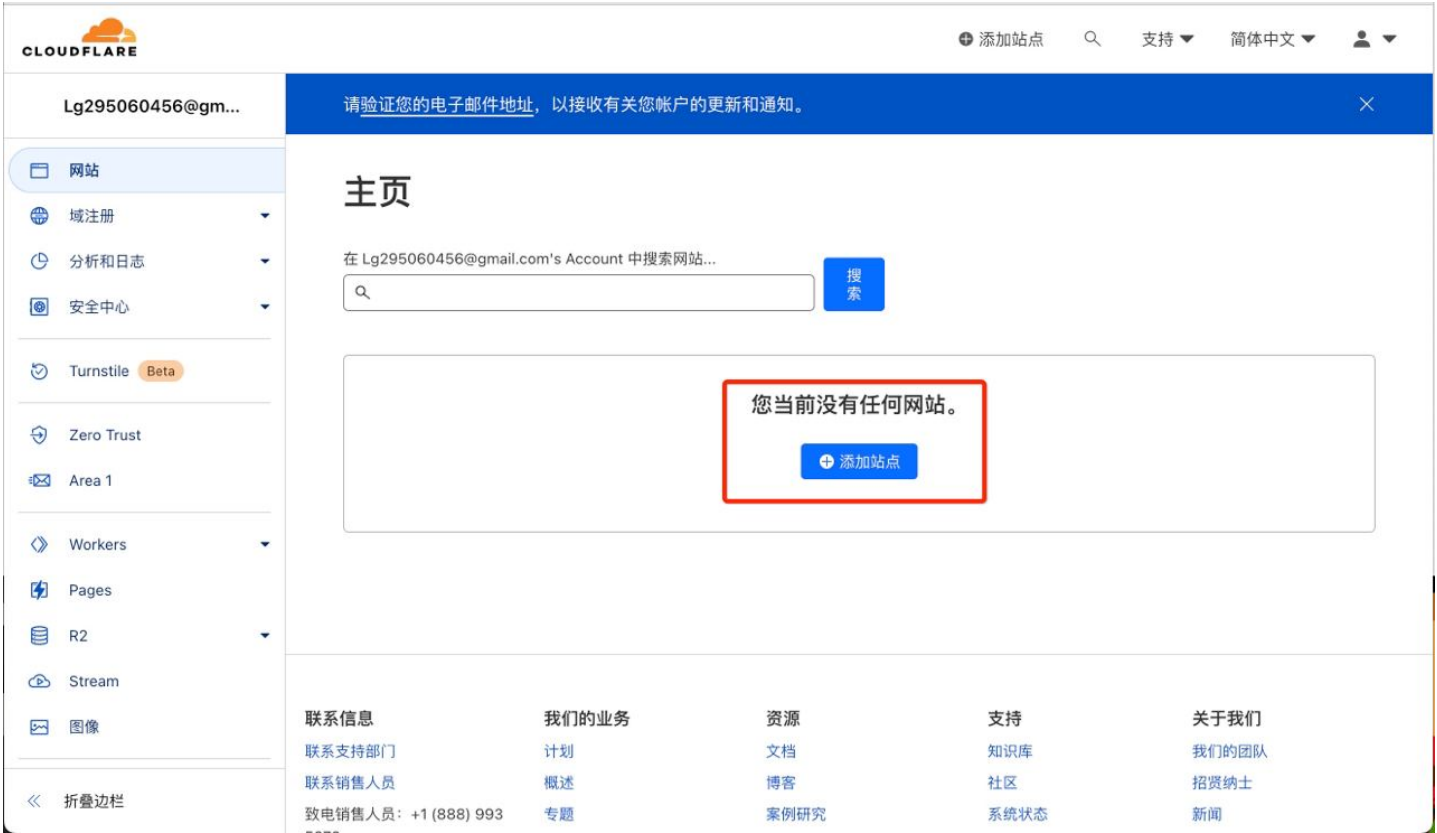 CLOUDFLARE
添加站点
支持
简体中文
Lg295060456@gm...
请验证您的电子邮件地址，以接收有关您帐户的更新和通知。
网站
域注册
分析和日志
安全中心
Turnstile Beta
Zero Trust
Area 1
Workers
Pages
R2
Stream
图像
折叠边栏
主页
在 Lg295060456@gmail.com's Account 中搜索网站...
搜
索
您当前没有任何网站。
添加站点
联系信息
联系支持部门
联系销售人员
致电销售人员：+1 (888) 993
我们的业务
计划
概述
专题
资源
文档
博客
案例研究
支持
知识库
社区
系统状态
关于我们
我们的团队
招贤纳士
新闻